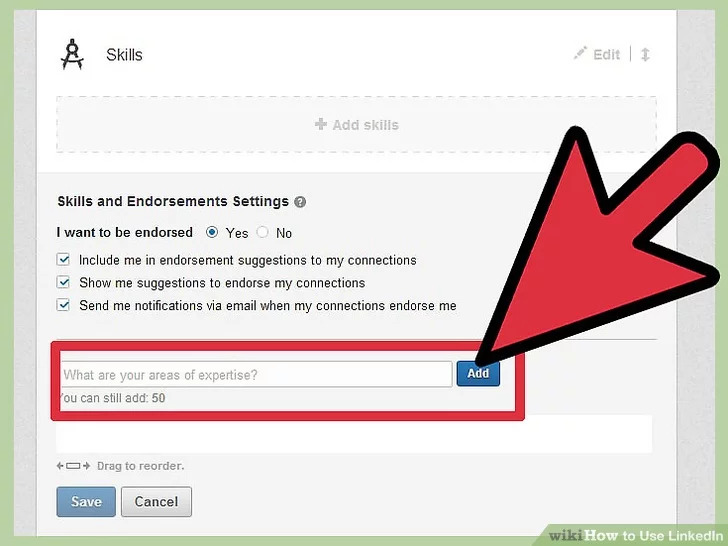 Skills
Edit
+ Add skills
Skills and Endorsements Settings ?
I want to be endorsed Yes No
Include me in endorsement suggestions to my connections
Show me suggestions to endorse my connections
Send me notifications via email when my connections endorse me
What are your areas of expertise? Add
You can still add: 50
Drag to reorder.
Save Cancel
wikiHow to Use LinkedIn